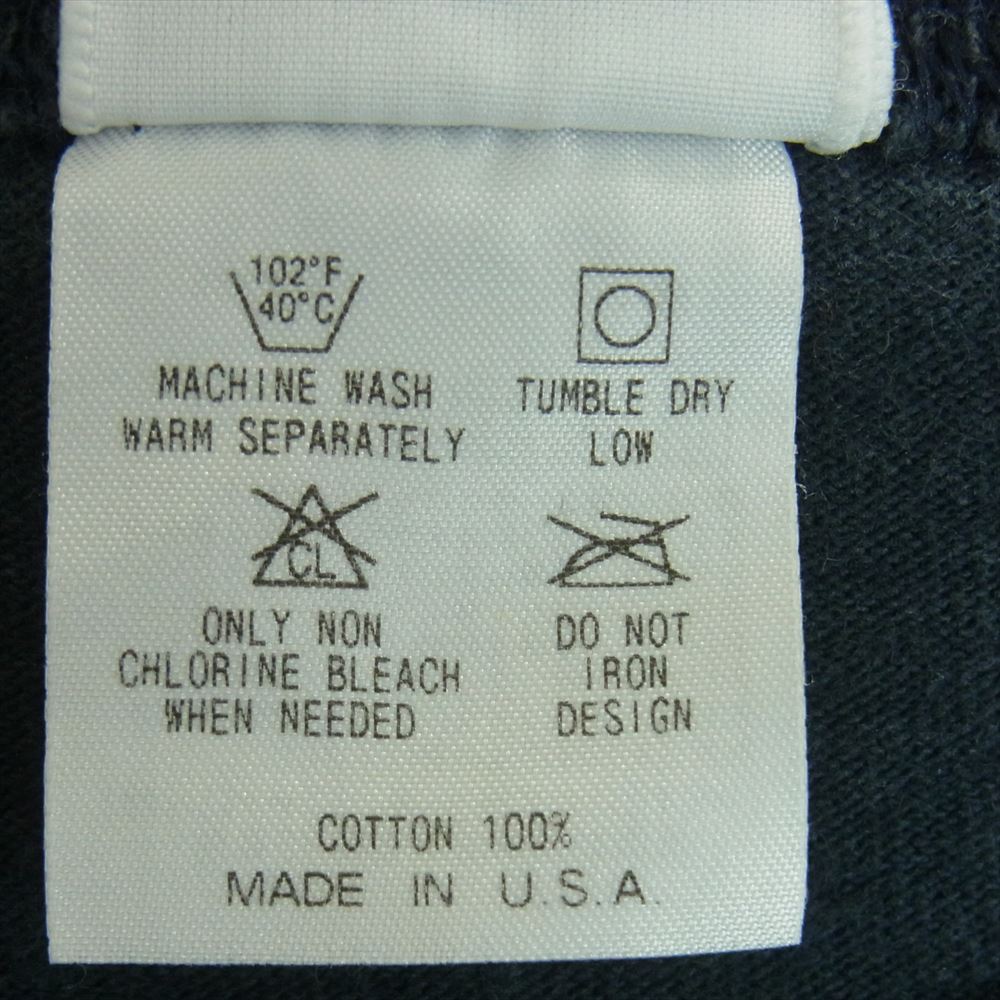 102°F
40°C
MACHINE WASH
WARM SEPARATELY
TUMBLE DRY
LOW
CL
ONLY NON
CHLORINE BLEACH
WHEN NEEDED
DO NOT
IRON
DESIGN
COTTON 100%
MADE IN U.S.A.